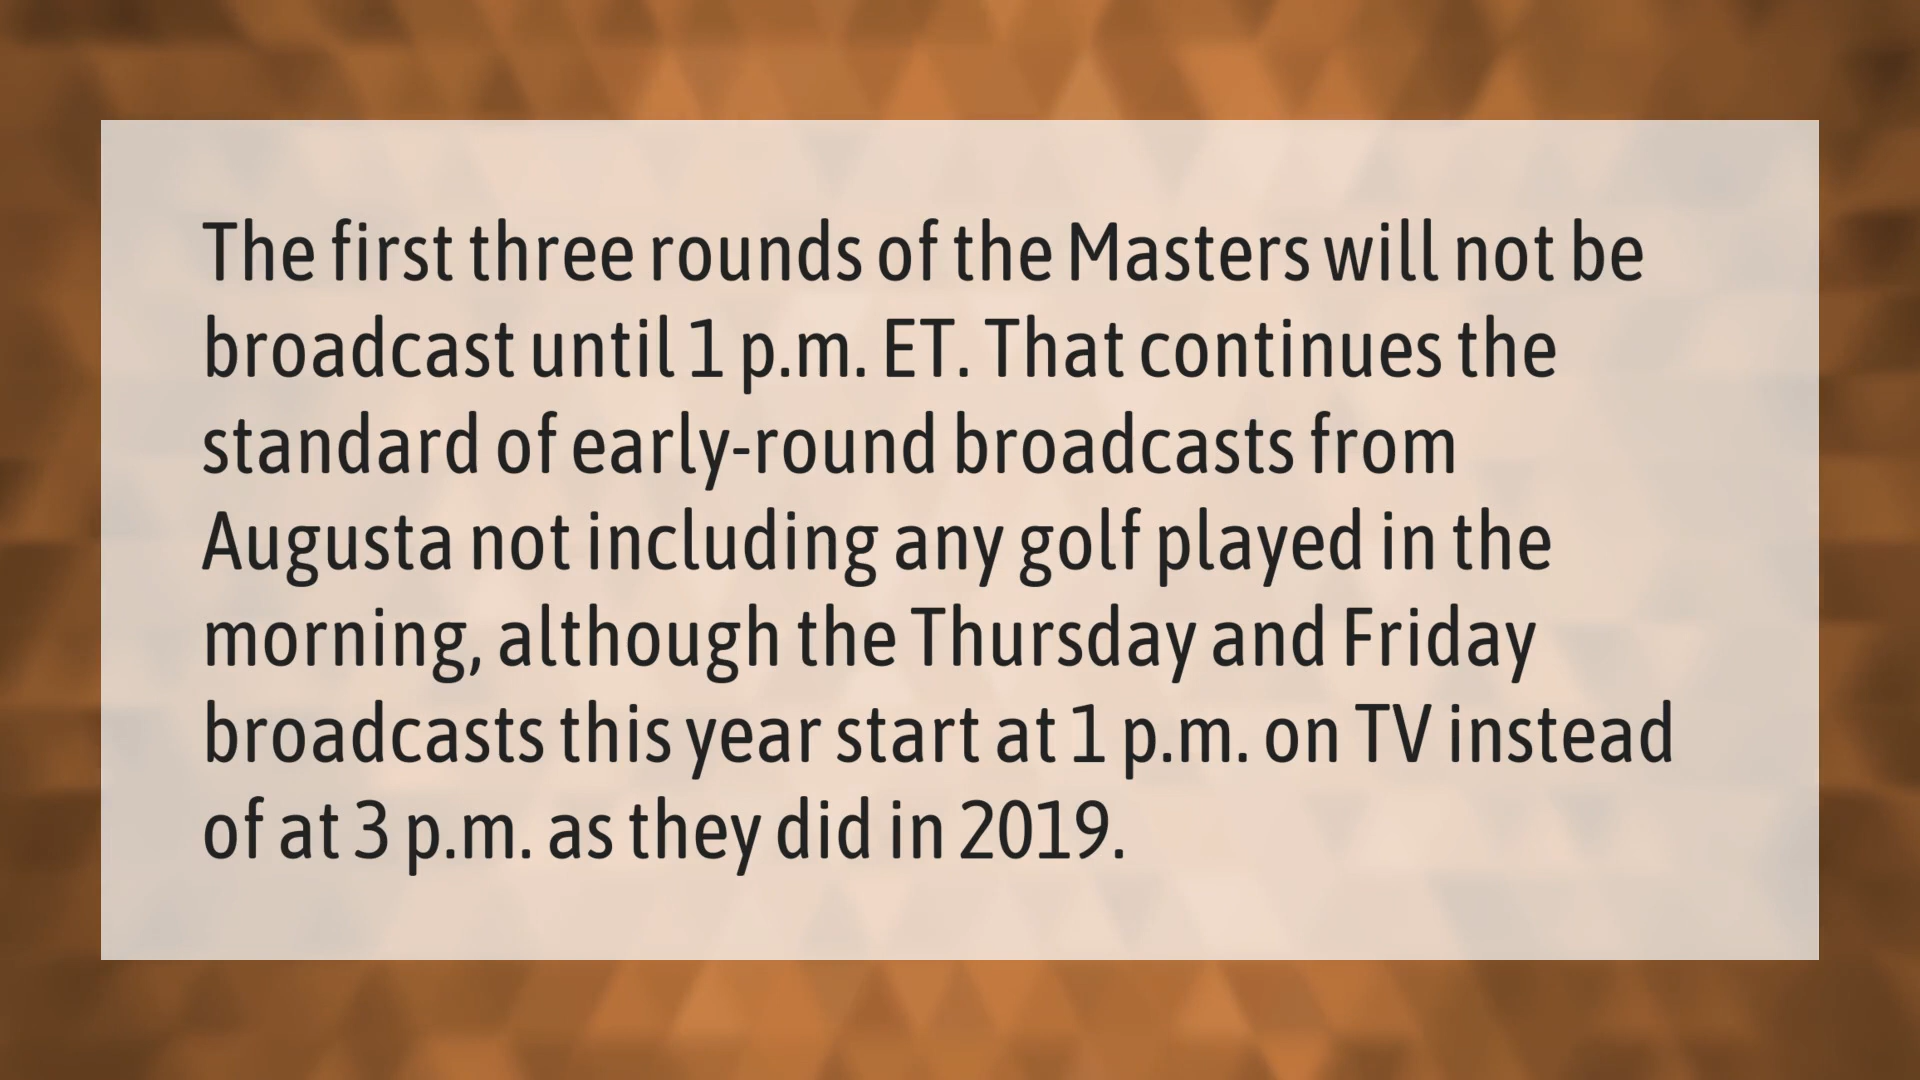 The first three rounds of the Masters will not be
broadcast until 1 p.m. ET. That continues the
standard of early-round broadcasts from
Augusta not including any golf played in the
morning, although the Thursday and Friday
broadcasts this year start at 1 p.m. on TV instead
of at 3 p.m. as they did in 2019.